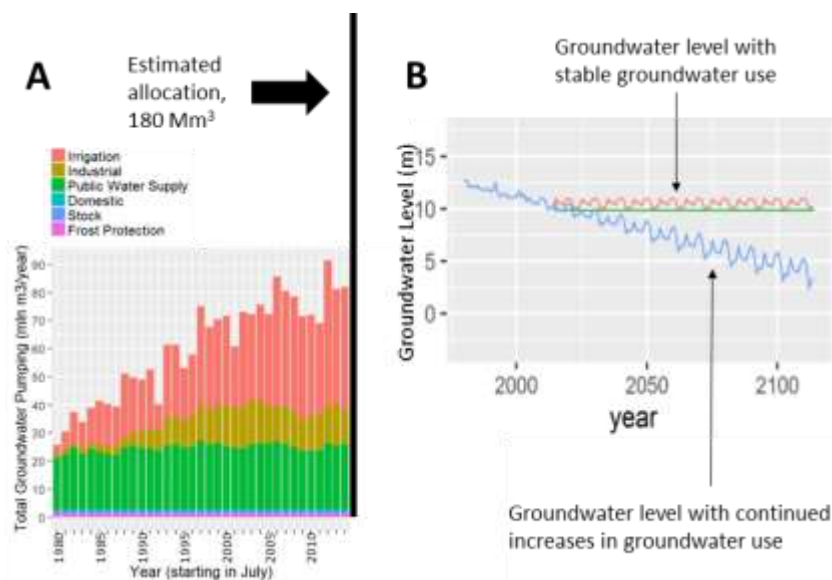 A
Estimated
allocation,
180 Mm³
Irrigation
Industrial
Public Water Supply
Domestic
Stock
Frost Protection
Total Groundwater Pumping (mln m3/year)
90
80
70
60
50
40
30
20
10
0
1980
1985
1990
1995
2000
2005
2010
Year (starting in July)
B
Groundwater level with
stable groundwater use
Groundwater Level (m)
15
10
5
0
2000
2050
2100
year
Groundwater level with continued
increases in groundwater use